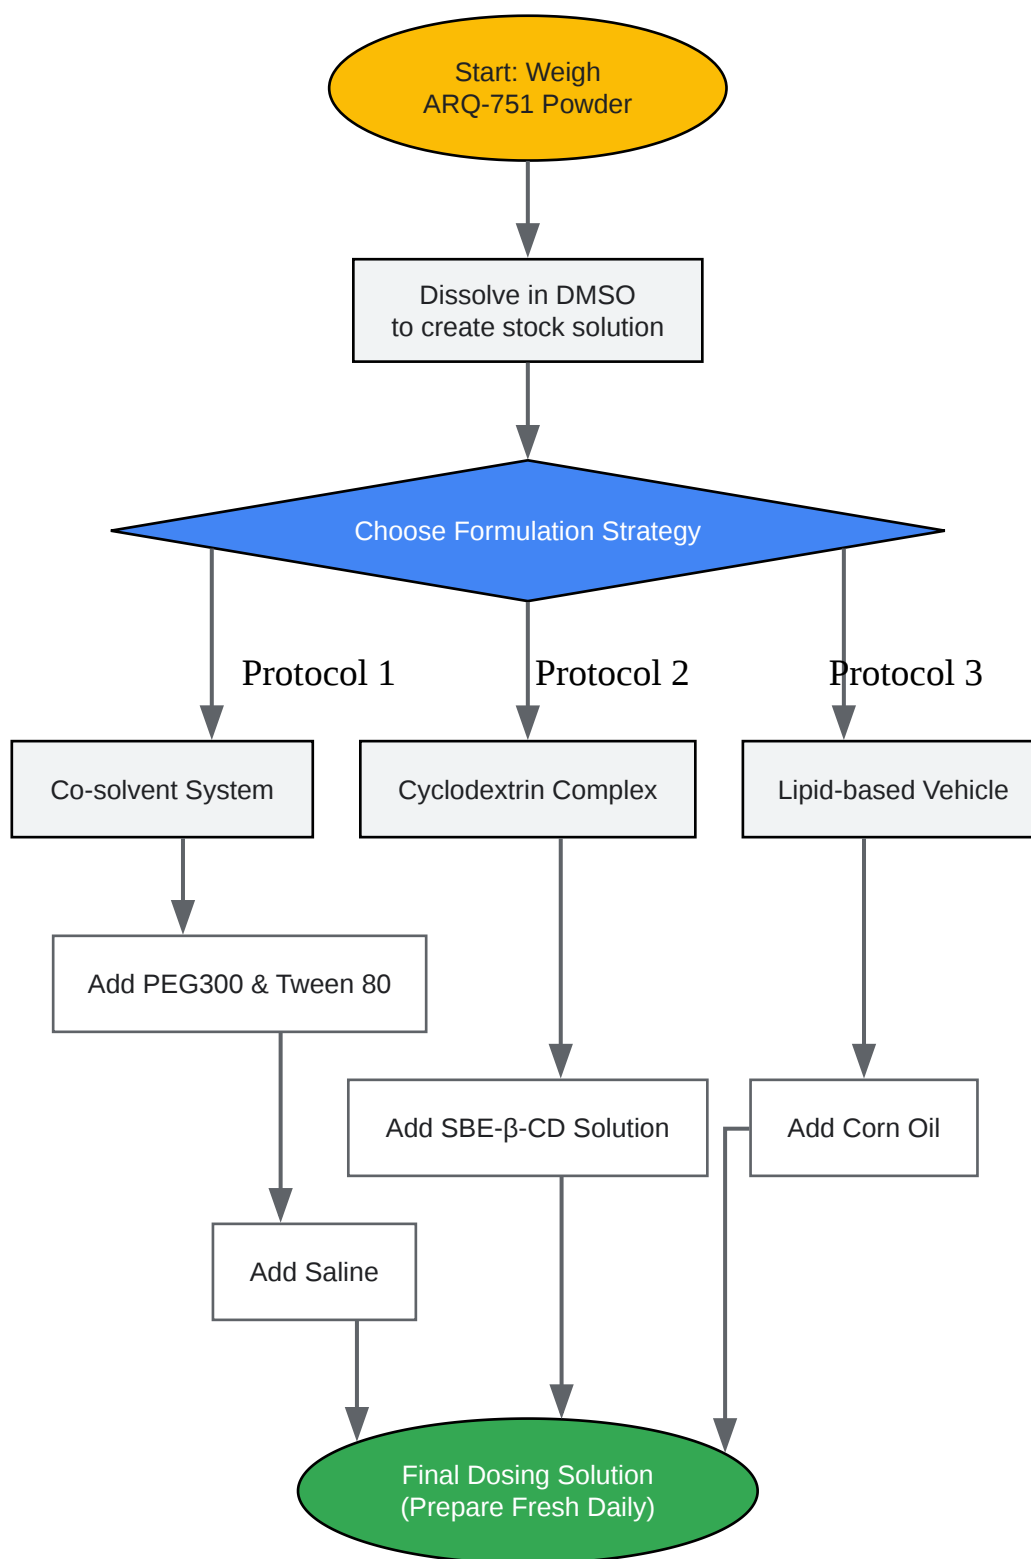 Start: Weigh
ARQ-751 Powder
Dissolve in DMSO
to create stock solution
Choose Formulation Strategy
Protocol 1
Protocol 2
Protocol 3
Co-solvent System
Cyclodextrin Complex
Lipid-based Vehicle
Add PEG300 & Tween 80
Add SBE-β-CD Solution
Add Corn Oil
Add Saline
Final Dosing Solution
(Prepare Fresh Daily)